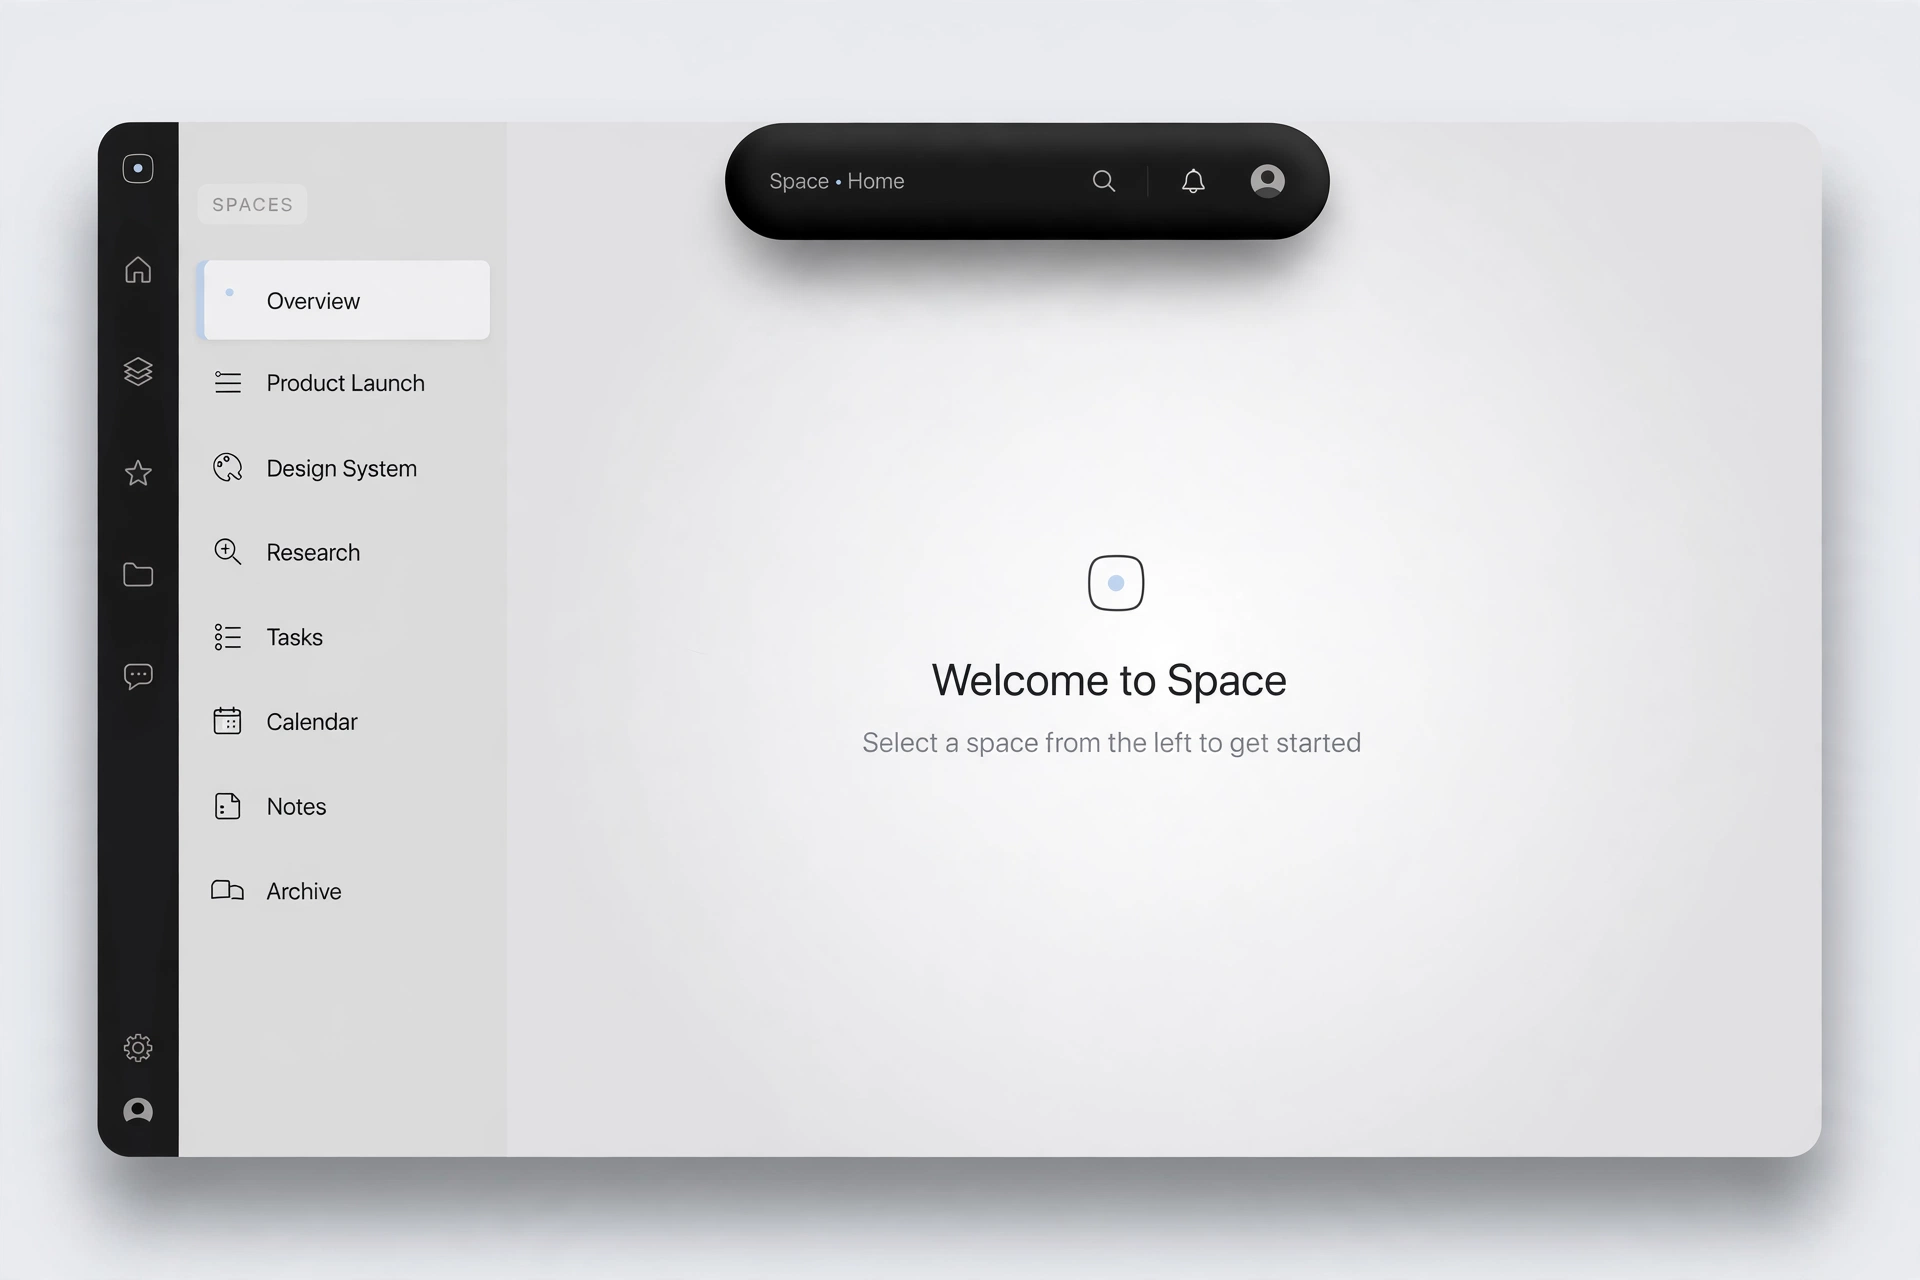 Space • Home
SPACES
Overview
Product Launch
Design System
Research
Tasks
Calendar
Notes
Archive
Welcome to Space
Select a space from the left to get started